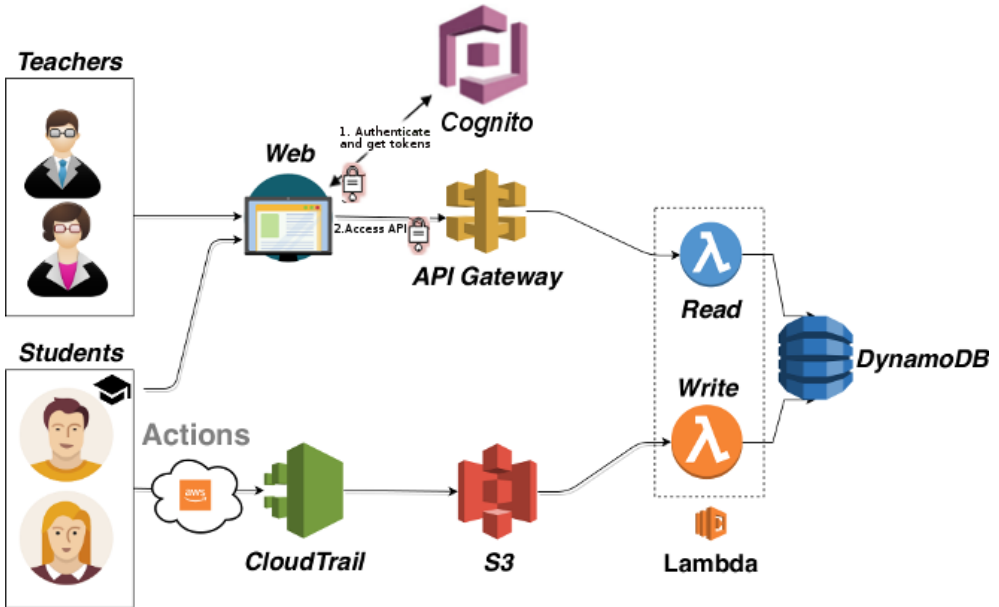 Teachers
Cognito
1. Authenticate
and get tokens
Web
2.Access API
API Gateway
Read
Students
Write
DynamoDB
Actions
aws
CloudTrail
S3
Lambda